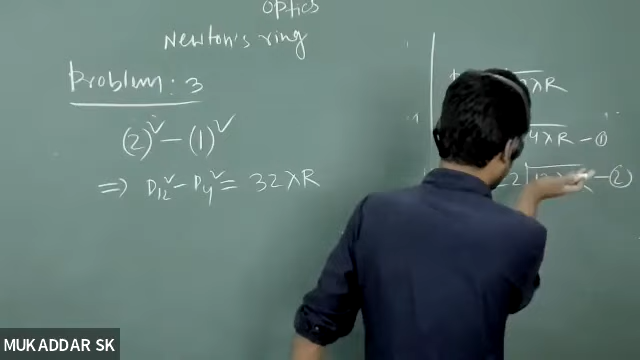 Optics
Newton's ring
Problem: 3
(2)² − (1)²
⇒ D₁₂² − D₄² = 32λR
λR
4λR − ①
2√12 − ②
MUKADDAR SK